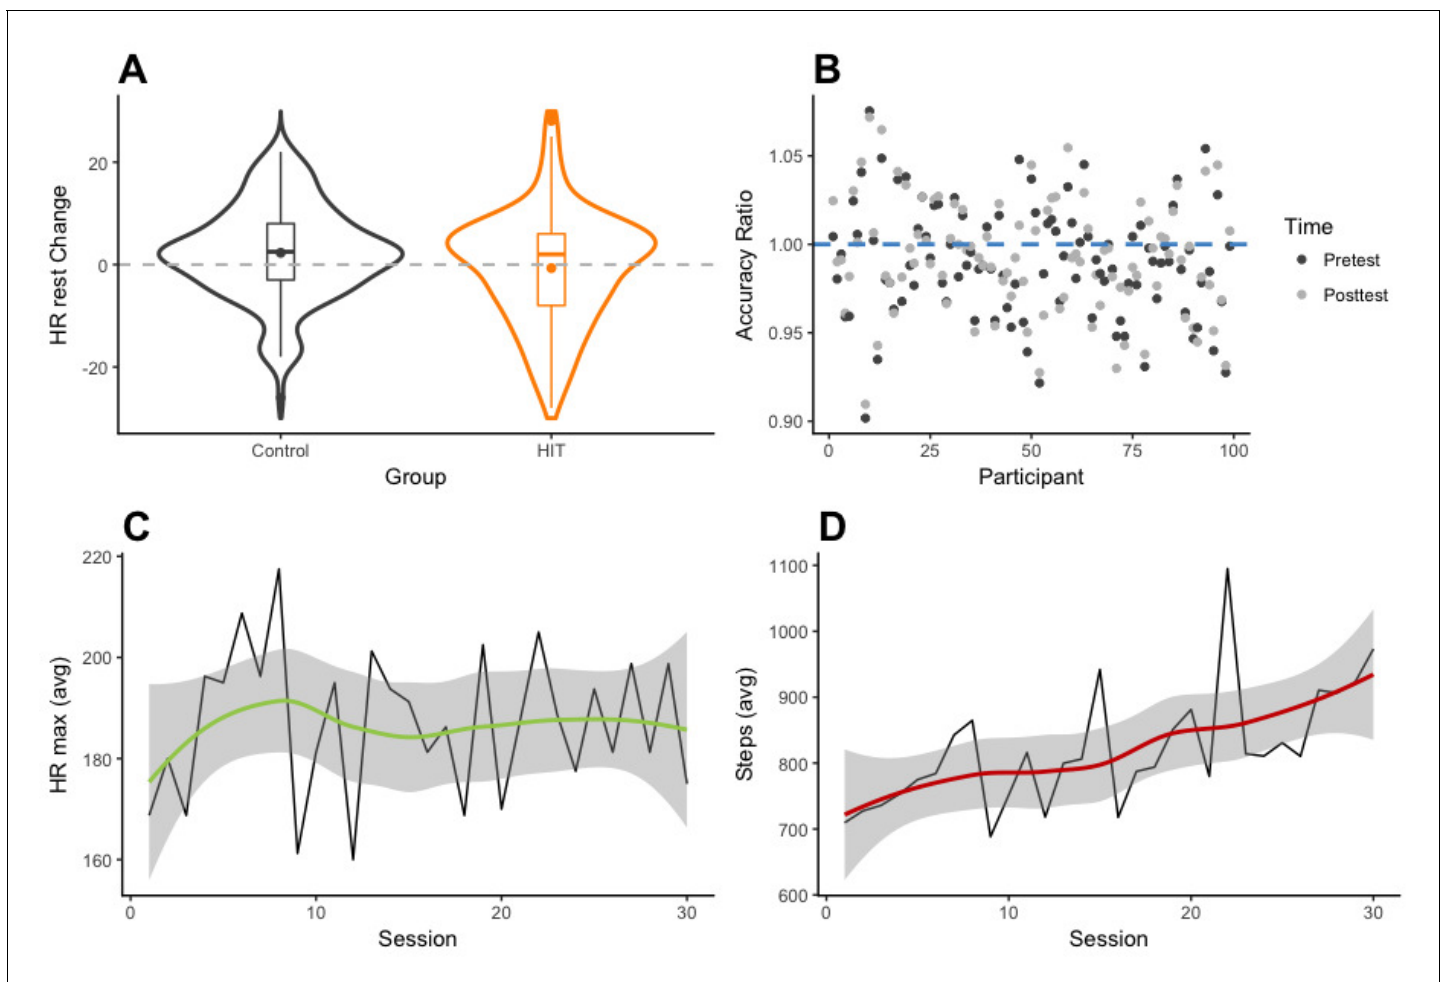 A
HR rest Change
20
0
-20
Control
HIT
Group
B
Accuracy Ratio
1.05
1.00
0.95
0.90
0
25
50
75
100
Participant
Time
Pretest
Posttest
C
HR max (avg)
220
200
180
160
0
10
20
30
Session
D
Steps (avg)
1100
1000
900
800
700
600
0
10
20
30
Session